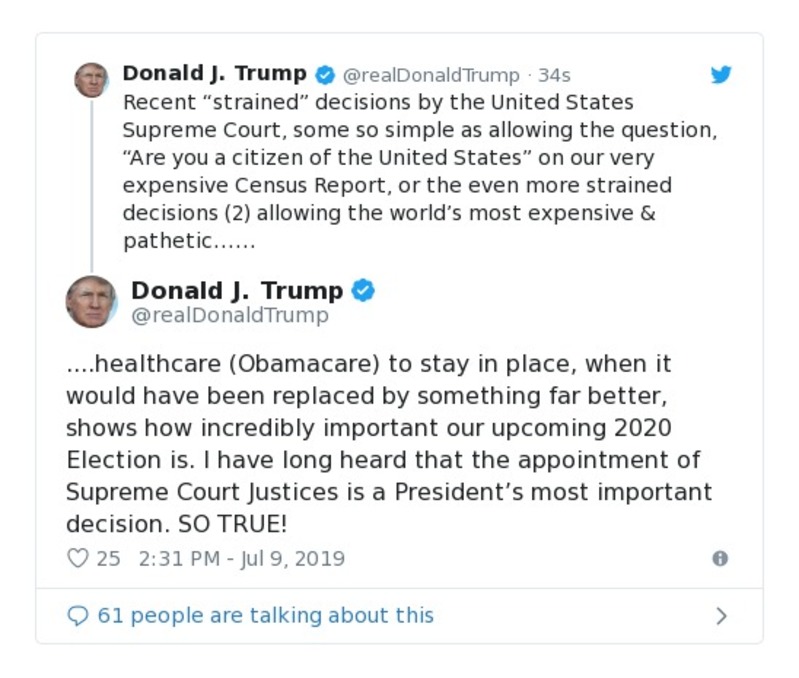 Donald J. Trump @realDonaldTrump · 34s
Recent “strained” decisions by the United States
Supreme Court, some so simple as allowing the question,
“Are you a citizen of the United States” on our very
expensive Census Report, or the even more strained
decisions (2) allowing the world’s most expensive &
pathetic......
Donald J. Trump
@realDonaldTrump
....healthcare (Obamacare) to stay in place, when it
would have been replaced by something far better,
shows how incredibly important our upcoming 2020
Election is. I have long heard that the appointment of
Supreme Court Justices is a President’s most important
decision. SO TRUE!
25 2:31 PM - Jul 9, 2019
61 people are talking about this